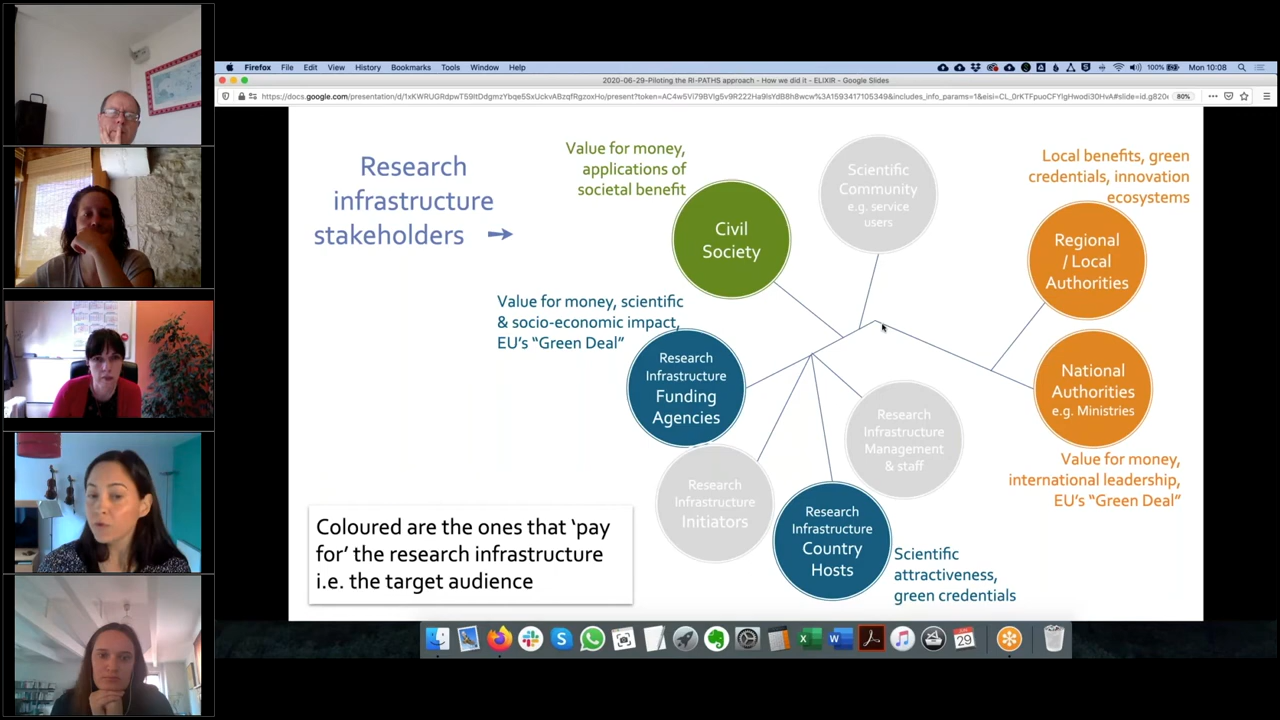 Firefox File Edit View History Bookmarks Tools Window Help
100% Mon 10:08
2020-06-29-Piloting the RI-PATHS approach - How we did it - ELIXIR - Google Slides
80%
Research
infrastructure
stakeholders
Value for money,
applications of
societal benefit
Civil
Society
Scientific
Community
e.g. service
users
Local benefits, green
credentials, innovation
ecosystems
Regional
/ Local
Authorities
Value for money, scientific
& socio-economic impact,
EU's "Green Deal"
Research
Infrastructure
Funding
Agencies
National
Authorities
e.g. Ministries
Value for money,
international leadership,
EU's "Green Deal"
Research
Infrastructure
Management
& staff
Research
Infrastructure
Initiators
Research
Infrastructure
Country
Hosts
Scientific
attractiveness,
green credentials
Coloured are the ones that 'pay
for' the research infrastructure
i.e. the target audience
29